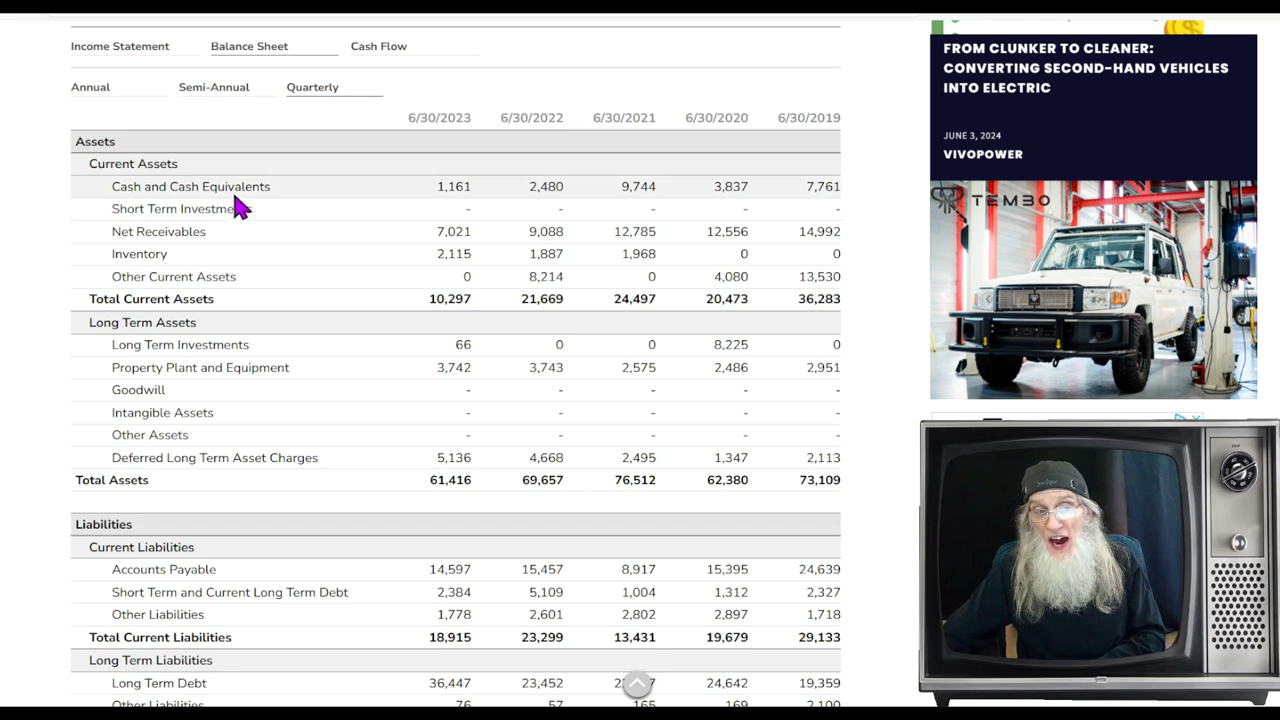 Income Statement Balance Sheet Cash Flow
Annual Semi-Annual Quarterly
6/30/2023 6/30/2022 6/30/2021 6/30/2020 6/30/2019
Assets
Current Assets
Cash and Cash Equivalents 1,161 2,480 9,744 3,837 7,761
Short Term - - - - -
Net Receivables 7,021 9,088 12,785 12,556 14,992
Inventory 2,115 1,887 1,968 0 0
Other Current Assets 0 8,214 0 4,080 13,530
Total Current Assets 10,297 21,669 24,497 20,473 36,283
Long Term Assets
Long Term Investments 66 0 0 8,225 0
Property Plant and Equipment 3,742 3,743 2,575 2,486 2,951
Goodwill - - - - -
Intangible Assets - - - - -
Other Assets - - - - -
Deferred Long Term Asset Charges 5,136 4,668 2,495 1,347 2,113
Total Assets 61,416 69,657 76,512 62,380 73,109
Liabilities
Current Liabilities
Accounts Payable 14,597 15,457 8,917 15,395 24,639
Short Term and Current Long Term Debt 2,384 5,109 1,004 1,312 2,327
Other Liabilities 1,778 2,601 2,802 2,897 1,718
Total Current Liabilities 18,915 23,299 13,431 19,679 29,133
Long Term Liabilities
Long Term Debt 36,447 23,452 24,642 19,359
Other Liabilities 76 57 165 169 2,100
FROM CLUNKER TO CLEANER:
CONVERTING SECOND-HAND VEHICLES
INTO ELECTRIC
JUNE 3, 2024
VIVOPOWER
TEMBO